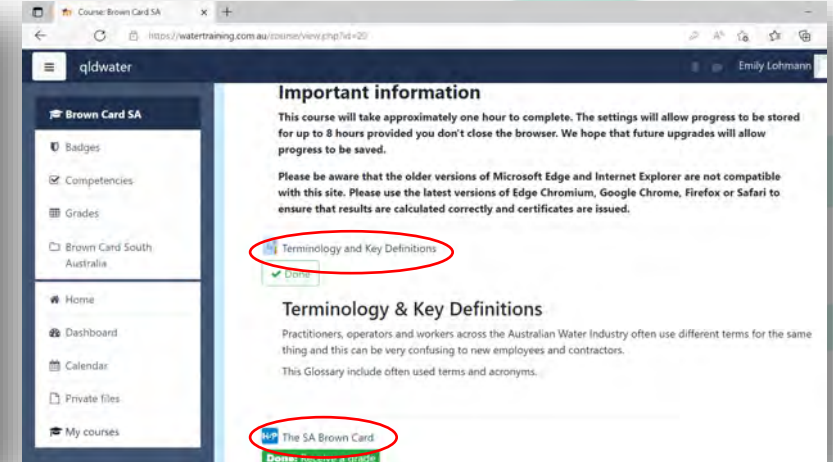 Course: Brown Card SA
https://watertraining.com.au/course/view.php?id=20
qldwater
Emily Lohmann
Brown Card SA
Badges
Competencies
Grades
Brown Card South
Australia
Home
Dashboard
Calendar
Private files
My courses
Important information
This course will take approximately one hour to complete. The settings will allow progress to be stored
for up to 8 hours provided you don't close the browser. We hope that future upgrades will allow
progress to be saved.
Please be aware that the older versions of Microsoft Edge and Internet Explorer are not compatible
with this site. Please use the latest versions of Edge Chromium, Google Chrome, Firefox or Safari to
ensure that results are calculated correctly and certificates are issued.
Terminology and Key Definitions
Done
Terminology & Key Definitions
Practitioners, operators and workers across the Australian Water Industry often use different terms for the same
thing and this can be very confusing to new employees and contractors.
This Glossary include often used terms and acronyms.
H-P The SA Brown Card
Done: Receive a grade